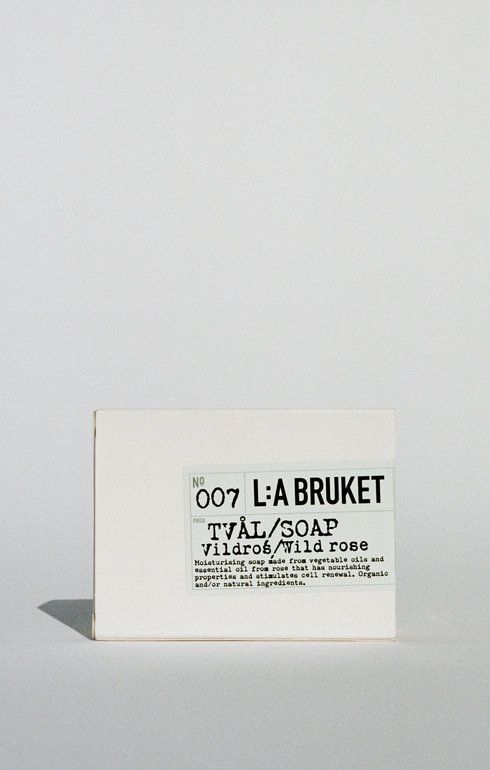 Nº
007
L:A BRUKET
PROD.
TVÅL/SOAP
Vildros/Wild rose
Moisturising soap made from vegetable oils and
essential oil from rose that has nourishing
properties and stimulates cell renewal. Organic
and/or natural ingredients.